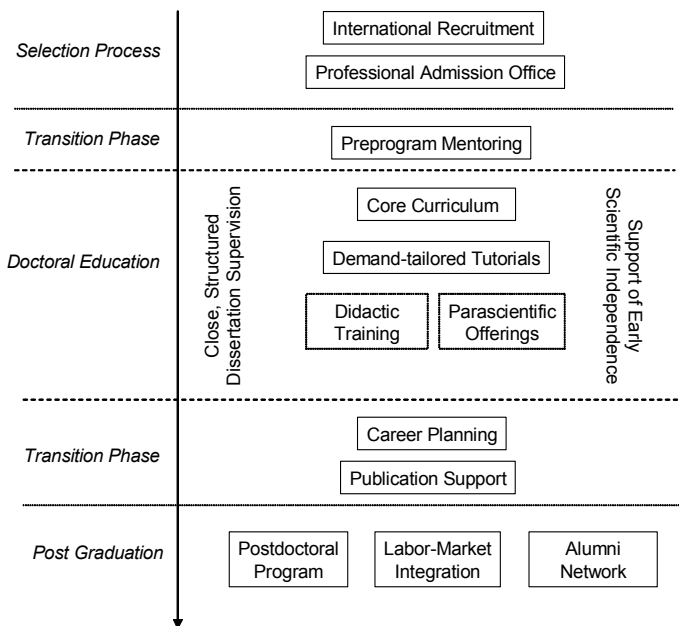 Selection Process
International Recruitment
Professional Admission Office
Transition Phase
Preprogram Mentoring
Doctoral Education
Close, Structured
Dissertation Supervision
Core Curriculum
Demand-tailored Tutorials
Didactic
Training
Parascientific
Offerings
Support of Early
Scientific Independence
Transition Phase
Career Planning
Publication Support
Post Graduation
Postdoctoral
Program
Labor-Market
Integration
Alumni
Network